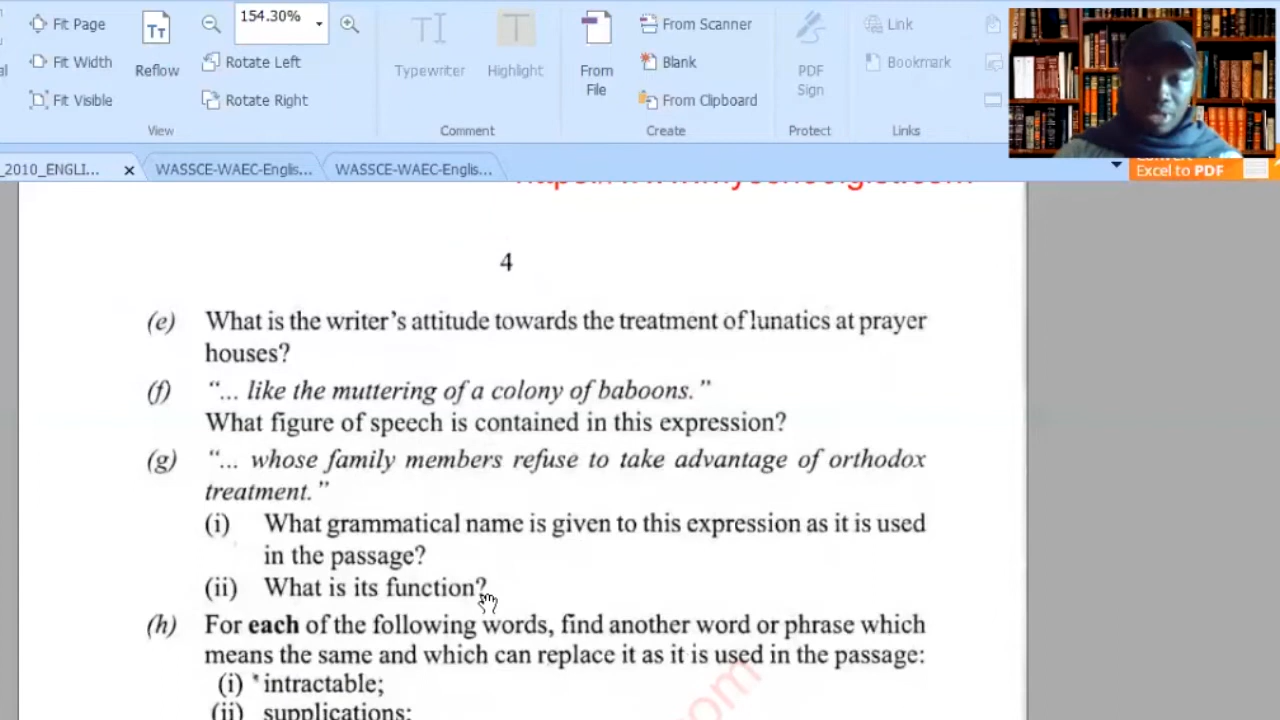 Fit Page
154.30%
From Scanner
Link
Fit Width
Rotate Left
Blank
Bookmark
Reflow
Typewriter
Highlight
From
File
PDF
Sign
Fit Visible
Rotate Right
From Clipboard
View
Comment
Create
Protect
Links
_2010_ENGLI...
WASSCE-WAEC-Englis...
WASSCE-WAEC-Englis...
Excel to PDF
4
(e) What is the writer's attitude towards the treatment of lunatics at prayer
houses?
(f) "... like the muttering of a colony of baboons."
What figure of speech is contained in this expression?
(g) "... whose family members refuse to take advantage of orthodox
treatment."
(i) What grammatical name is given to this expression as it is used
in the passage?
(ii) What is its function?
(h) For each of the following words, find another word or phrase which
means the same and which can replace it as it is used in the passage:
(i) intractable;
(ii) supplications;